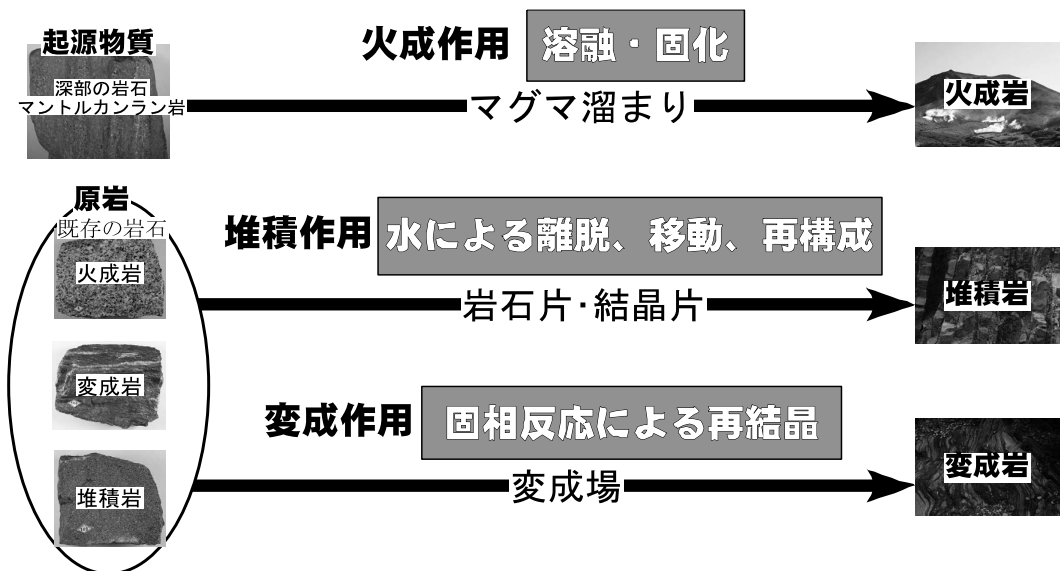 起源物質
深部の岩石
マントルカンラン岩
火成作用
溶融・固化
マグマ溜まり
火成岩
原岩
既存の岩石
火成岩
変成岩
堆積岩
堆積作用
水による離脱、移動、再構成
岩石片・結晶片
堆積岩
変成作用
固相反応による再結晶
変成場
変成岩